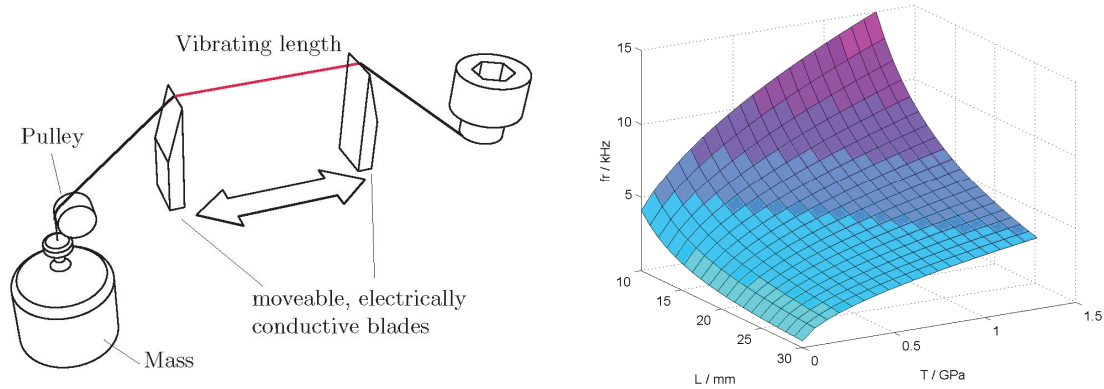 Vibrating length
Pulley
moveable, electrically
conductive blades
Mass
15
10
5
fr / kHz
10
15
20
25
30
L / mm
0
0.5
1
1.5
T / GPa